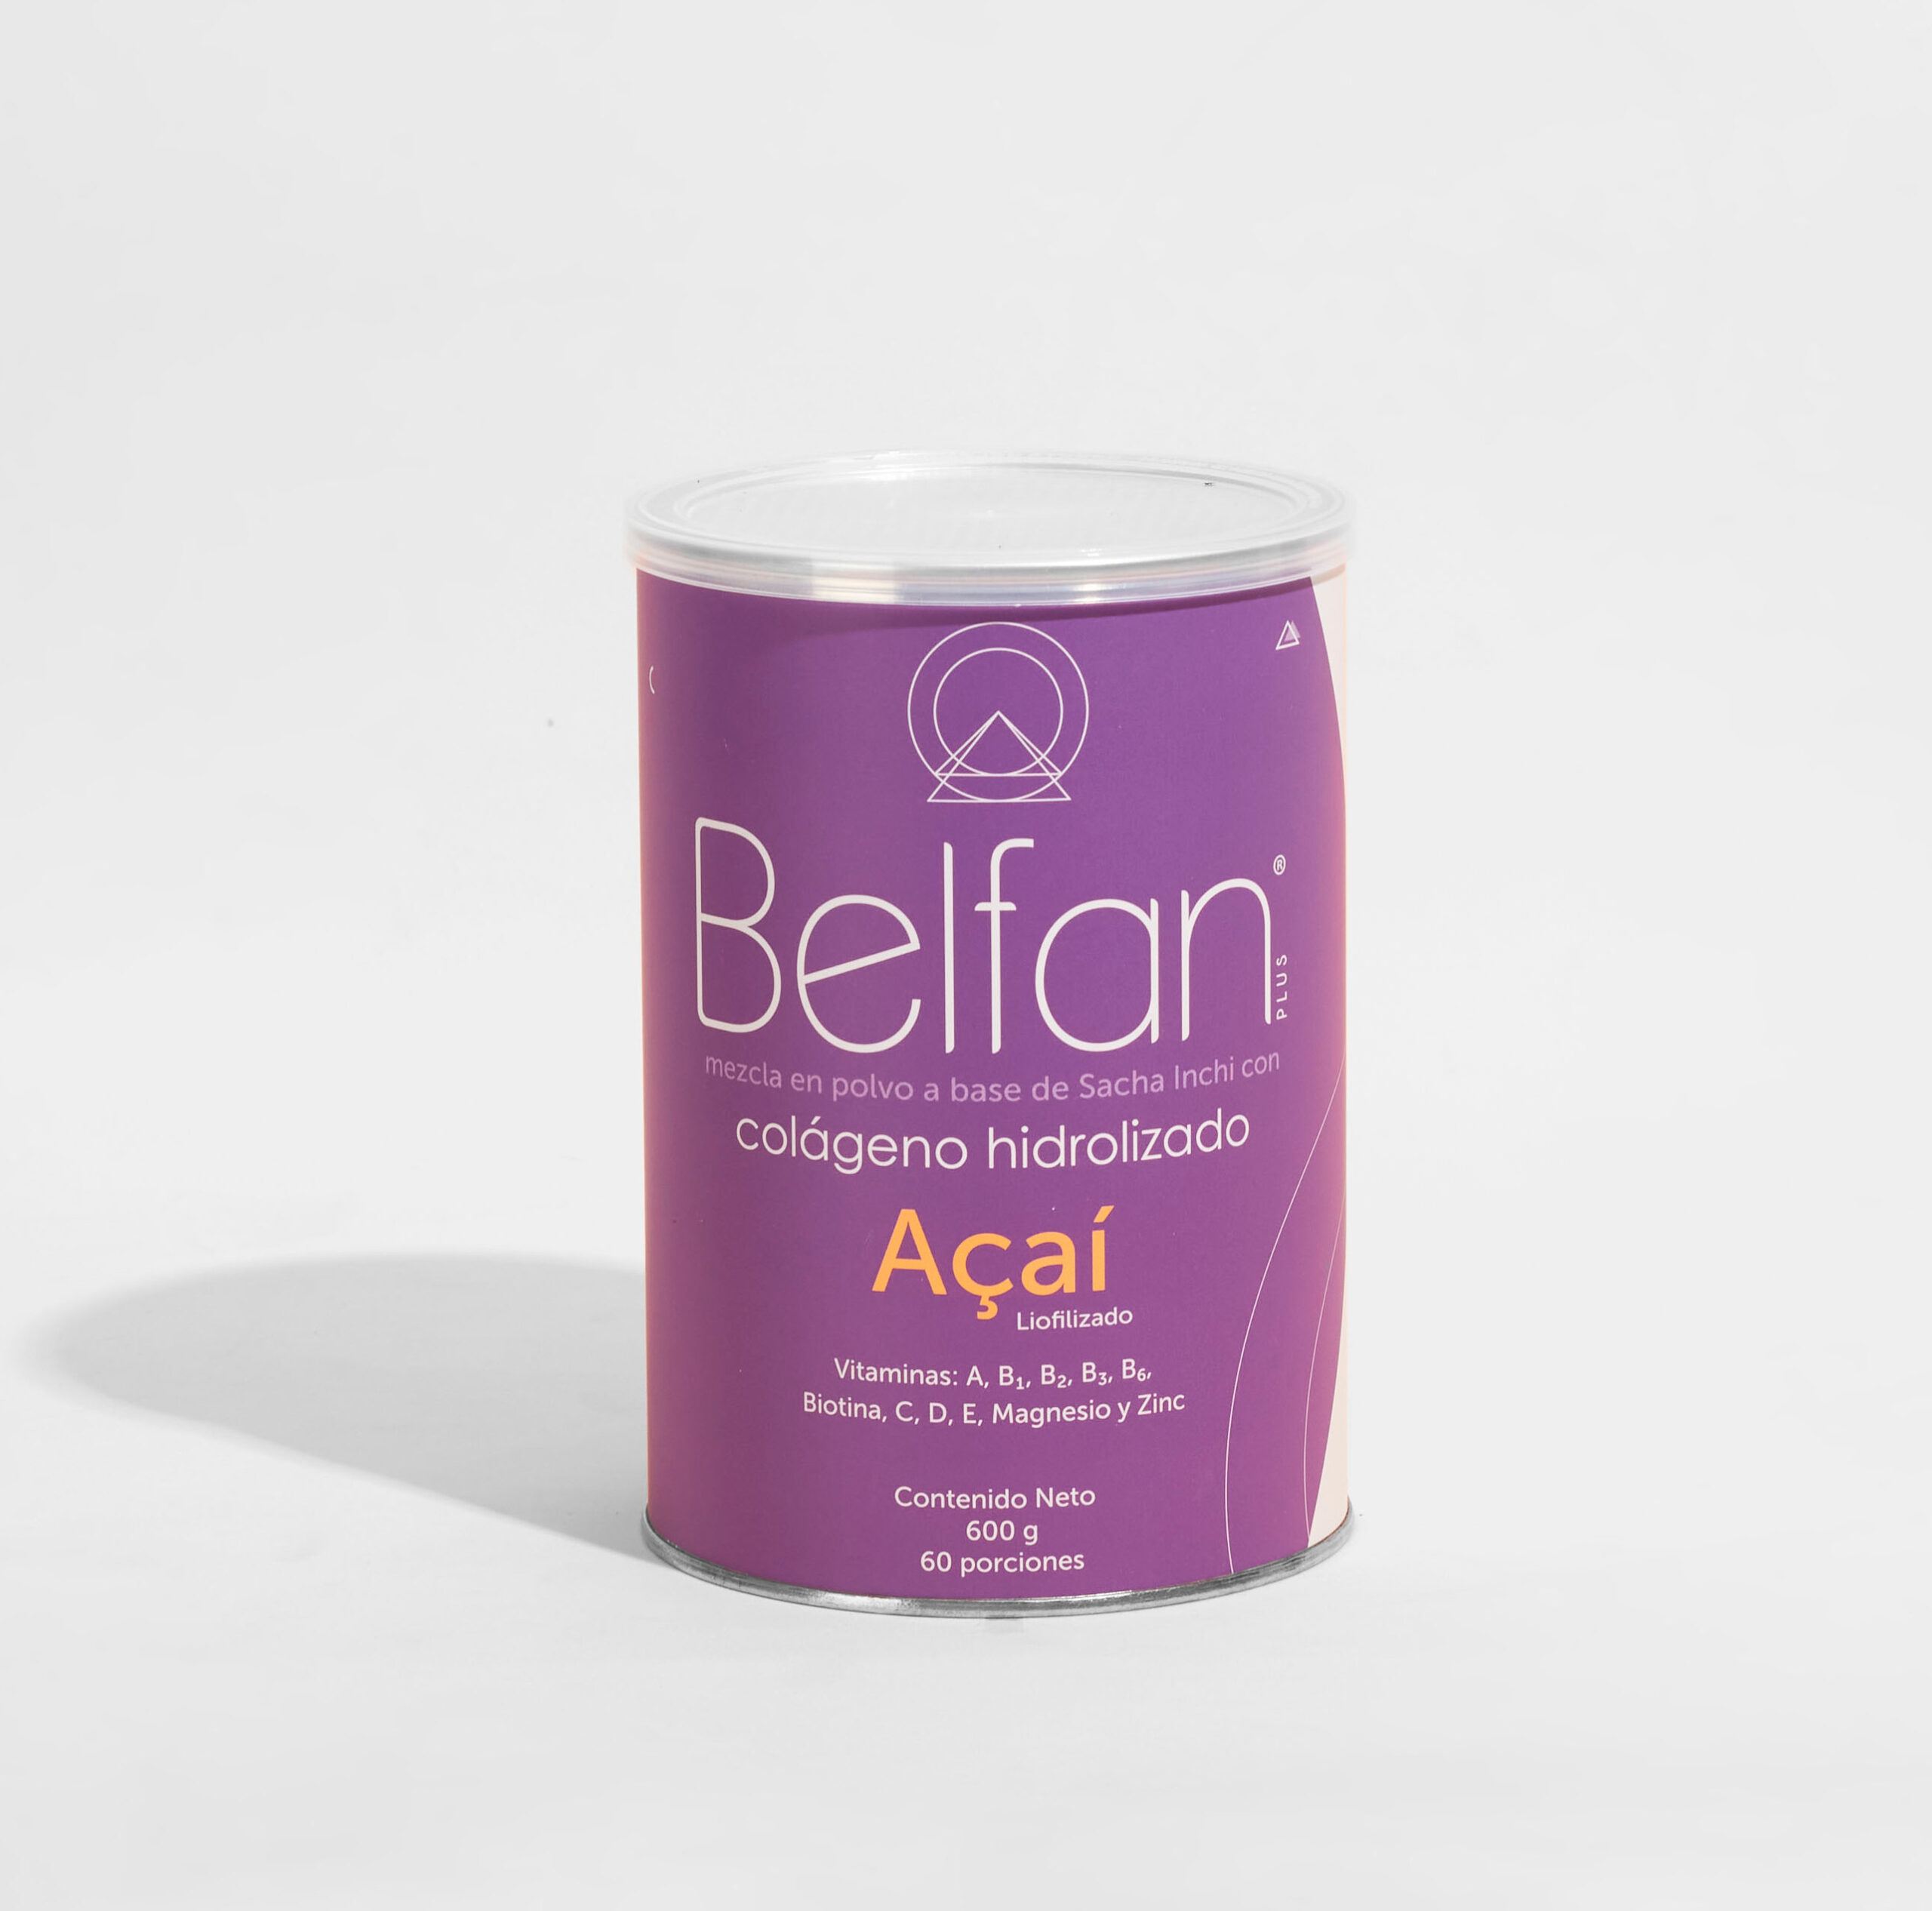 Belfan®
PLUS
mezcla en polvo a base de Sacha Inchi con
colágeno hidrolizado
Açaí
Liofilizado
Vitaminas: A, B₁, B₂, B₃, B₆,
Biotina, C, D, E, Magnesio y Zinc
Contenido Neto
600 g
60 porciones